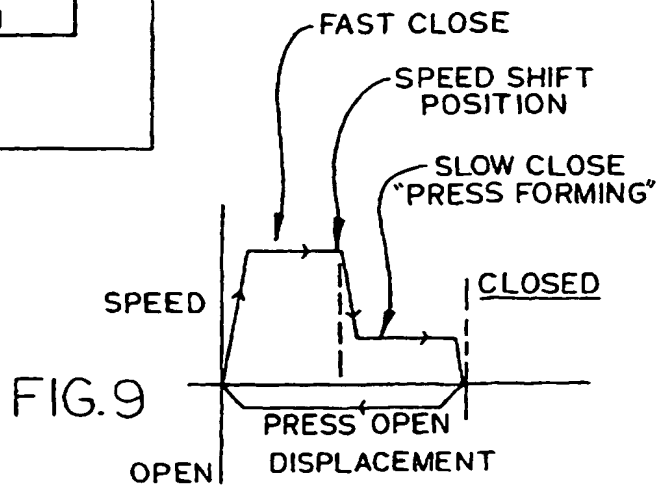 FAST CLOSE
SPEED SHIFT
POSITION
SLOW CLOSE
"PRESS FORMING"
CLOSED
SPEED
FIG. 9
PRESS OPEN
DISPLACEMENT
OPEN